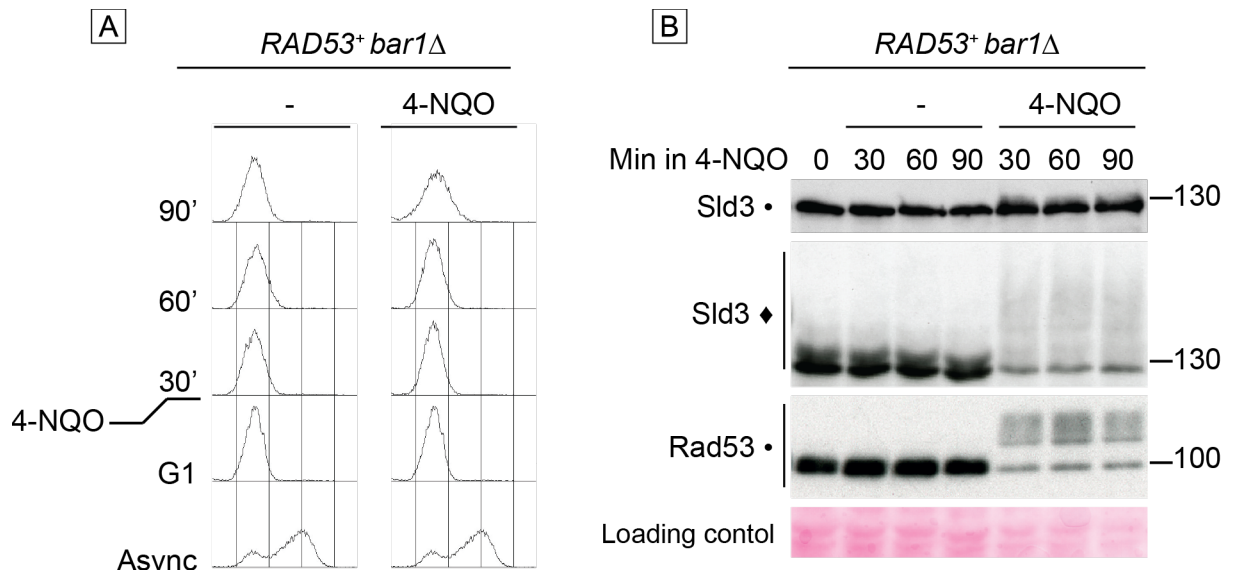 A
RAD53⁺ bar1Δ
- 4-NQO
90’
60’
30’
4-NQO
G1
Async
B
RAD53⁺ bar1Δ
- 4-NQO
Min in 4-NQO 0 30 60 90 30 60 90
Sld3 • 130
Sld3 ♦ 130
Rad53 • 100
Loading contol